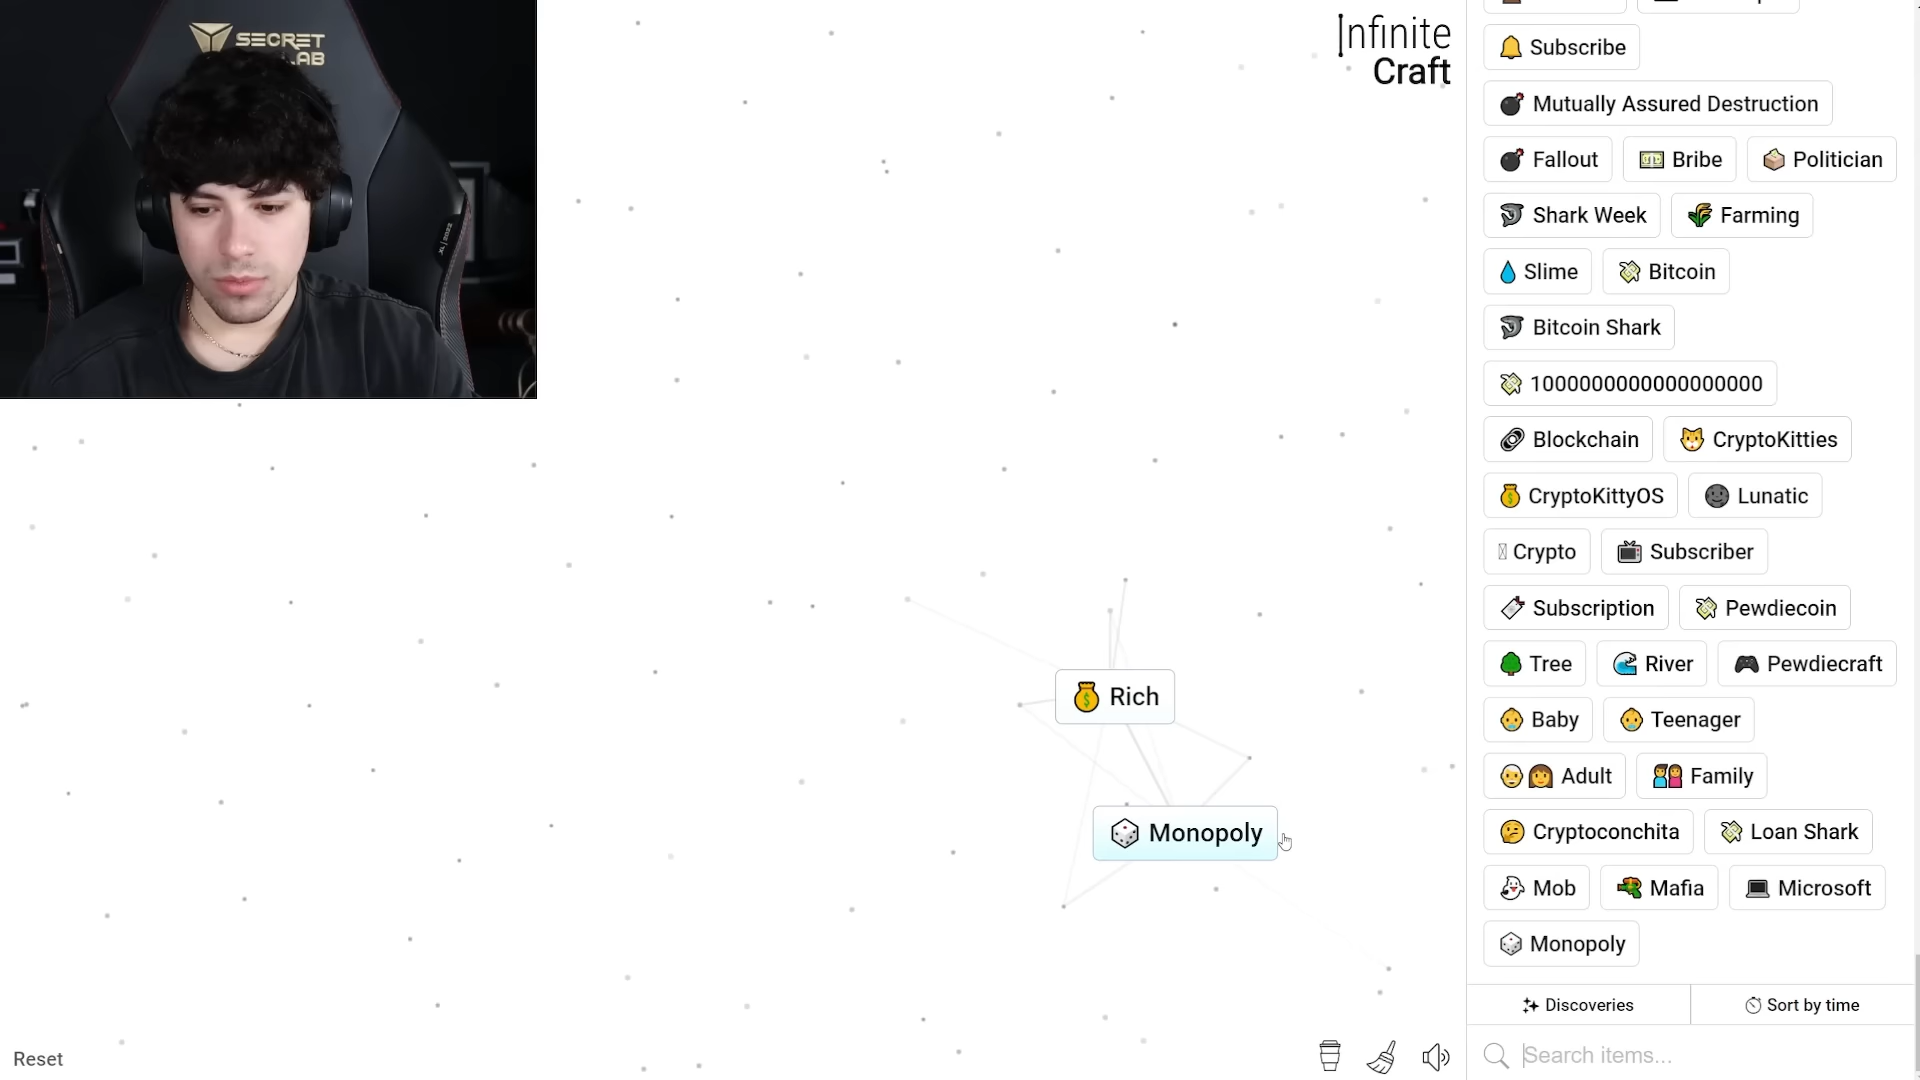 SECRET
LAB
Infinite
Craft
Subscribe
Mutually Assured Destruction
Fallout
Bribe
Politician
Shark Week
Farming
Slime
Bitcoin
Bitcoin Shark
1000000000000000000
Blockchain
CryptoKitties
CryptoKittyOS
Lunatic
Crypto
Subscriber
Subscription
Pewdiecoin
Tree
River
Pewdiecraft
Rich
Baby
Teenager
Adult
Family
Monopoly
Cryptoconchita
Loan Shark
Mob
Mafia
Microsoft
Monopoly
Discoveries
Sort by time
Reset
Search items...